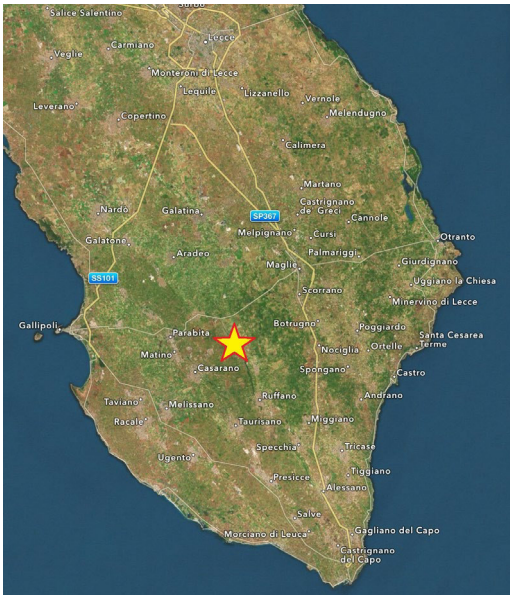 Surbo
Salice Salentino
Lecce
Carmiano
Veglie
Monteroni di Lecce
Lequile
Lizzanello
Vernole
Leverano
Copertino
Melendugno
Calimera
Martano
Castrignano
de' Greci
Nardò
Galatina
SP367
Cannole
Melpignano
Cursi
Otranto
Galatone
Aradeo
Palmariggi
Maglie
Giurdignano
SS101
Uggiano la Chiesa
Scorrano
Minervino di Lecce
Gallipoli
Parabita
Botrugno
Poggiardo
Santa Cesarea
Terme
Matino
Nociglia
Ortelle
Casarano
Spongano
Castro
Taviano
Melissano
Ruffano
Andrano
Racale
Taurisano
Miggiano
Specchia
Tricase
Ugento
Presicce
Tiggiano
Alessano
Salve
Morciano di Leuca
Gagliano del Capo
Castrignano
del Capo